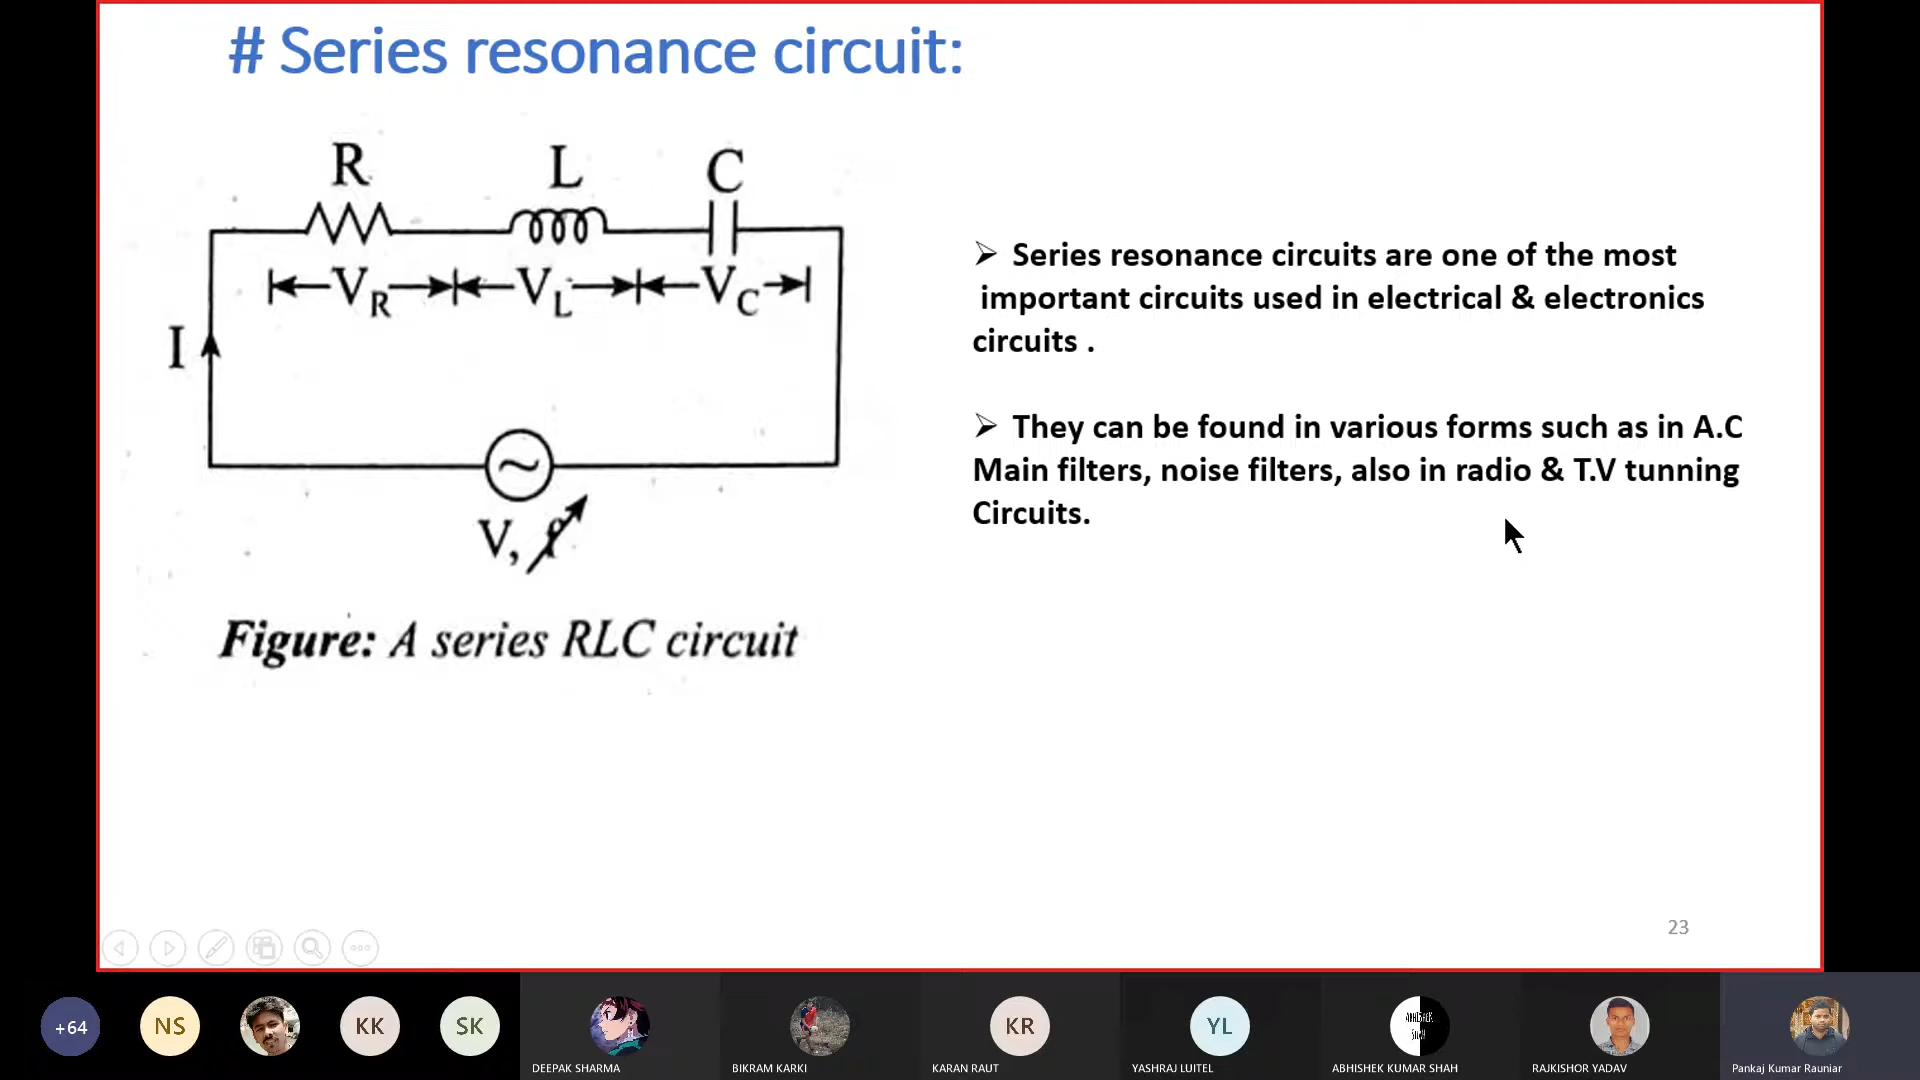 # Series resonance circuit:
R
L
C
V_R
V_L
V_C
I
V, f
Figure: A series RLC circuit
➢ Series resonance circuits are one of the most
important circuits used in electrical & electronics
circuits .
➢ They can be found in various forms such as in A.C
Main filters, noise filters, also in radio & T.V tunning
Circuits.
23
+64
NS
KK
SK
DEEPAK SHARMA
BIKRAM KARKI
KR
KARAN RAUT
YL
YASHRAJ LUITEL
ABHISHEK KUMAR SHAH
RAJKISHOR YADAV
Pankaj Kumar Rauniar